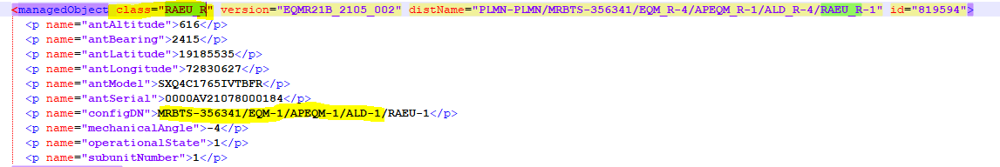 <managedObject class="RAEU_R" version="EQMR21B_2105_002" distName="PLMN-PLMN/MRBTS-356341/EQM_R-4/APEQM_R-1/ALD_R-4/RAEU_R-1" id="819594">
<p name="antAltitude">616</p>
<p name="antBearing">2415</p>
<p name="antLatitude">19185535</p>
<p name="antLongitude">72830627</p>
<p name="antModel">SXQ4C1765IVTBFR</p>
<p name="antSerial">0000AV21078000184</p>
<p name="configDN">MRBTS-356341/EQM-1/APEQM-1/ALD-1/RAEU-1</p>
<p name="mechanicalAngle">-4</p>
<p name="operationalState">1</p>
<p name="subunitNumber">1</p>